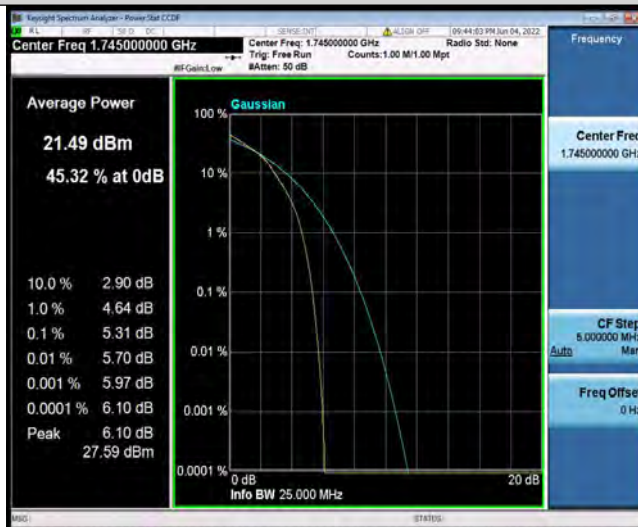 Keysight Spectrum Analyzer - Power Stat CCDF
RL RF 50 Ω DC SENSE:INT ALIGN OFF 09:44:03 PM Jun 04, 2022
Center Freq 1.745000000 GHz
Center Freq: 1.745000000 GHz
Radio Std: None
Trig: Free Run
Counts:1.00 M/1.00 Mpt
#IFGain:Low
#Atten: 50 dB
Average Power
21.49 dBm
45.32 % at 0dB
10.0 % 2.90 dB
1.0 % 4.64 dB
0.1 % 5.31 dB
0.01 % 5.70 dB
0.001 % 5.97 dB
0.0001 % 6.10 dB
Peak 6.10 dB
27.59 dBm
Gaussian
100 %
10 %
1 %
0.1 %
0.01 %
0.001 %
0.0001 %
0 dB
20 dB
Info BW 25.000 MHz
Frequency
Center Freq
1.745000000 GHz
CF Step
5.000000 MHz
Auto Man
Freq Offset
0 Hz
MSG
STATUS